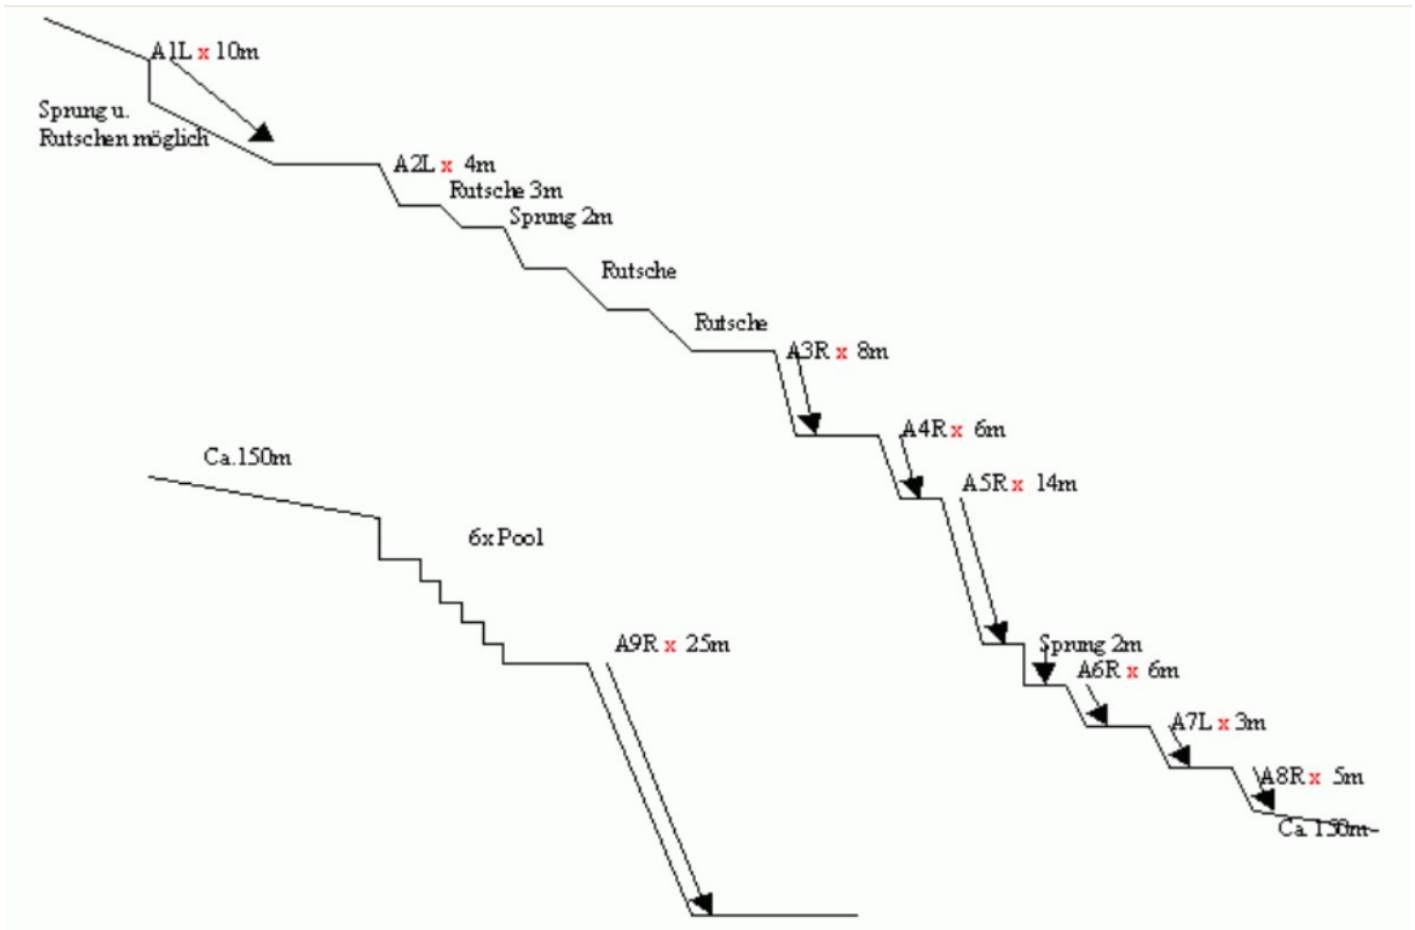 A1L x 10m
Sprung u.
Rutschen möglich
A2L x 4m
Rutsche 3m
Sprung 2m
Rutsche
Rutsche
A3R x 8m
A4R x 6m
A5R x 14m
Sprung 2m
A6R x 6m
A7L x 3m
A8R x 5m
Ca. 150m
Ca.150m
6x Pool
A9R x 25m